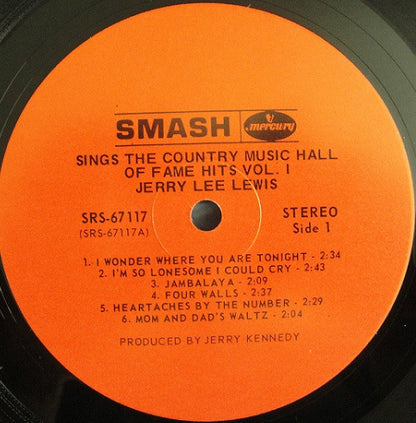 SMASH mercury
SINGS THE COUNTRY MUSIC HALL
OF FAME HITS VOL. I
JERRY LEE LEWIS
SRS-67117 STEREO
(SRS-67117A) Side 1
1. I WONDER WHERE YOU ARE TONIGHT - 2:34
2. I'M SO LONESOME I COULD CRY - 2:43
3. JAMBALAYA - 2:09
4. FOUR WALLS - 2:37
5. HEARTACHES BY THE NUMBER - 2:29
6. MOM AND DAD'S WALTZ - 2:04
PRODUCED BY JERRY KENNEDY